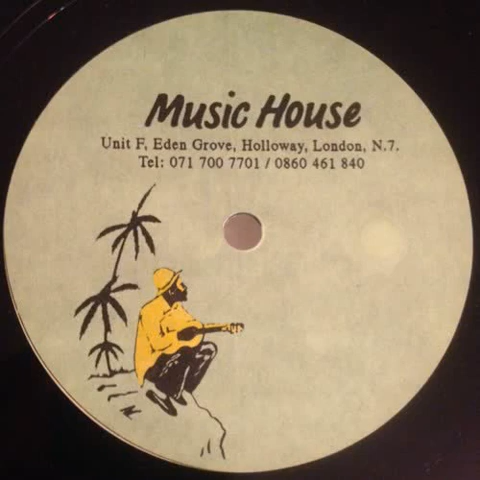 Music House
Unit F, Eden Grove, Holloway, London, N.7.
Tel: 071 700 7701 / 0860 461 840